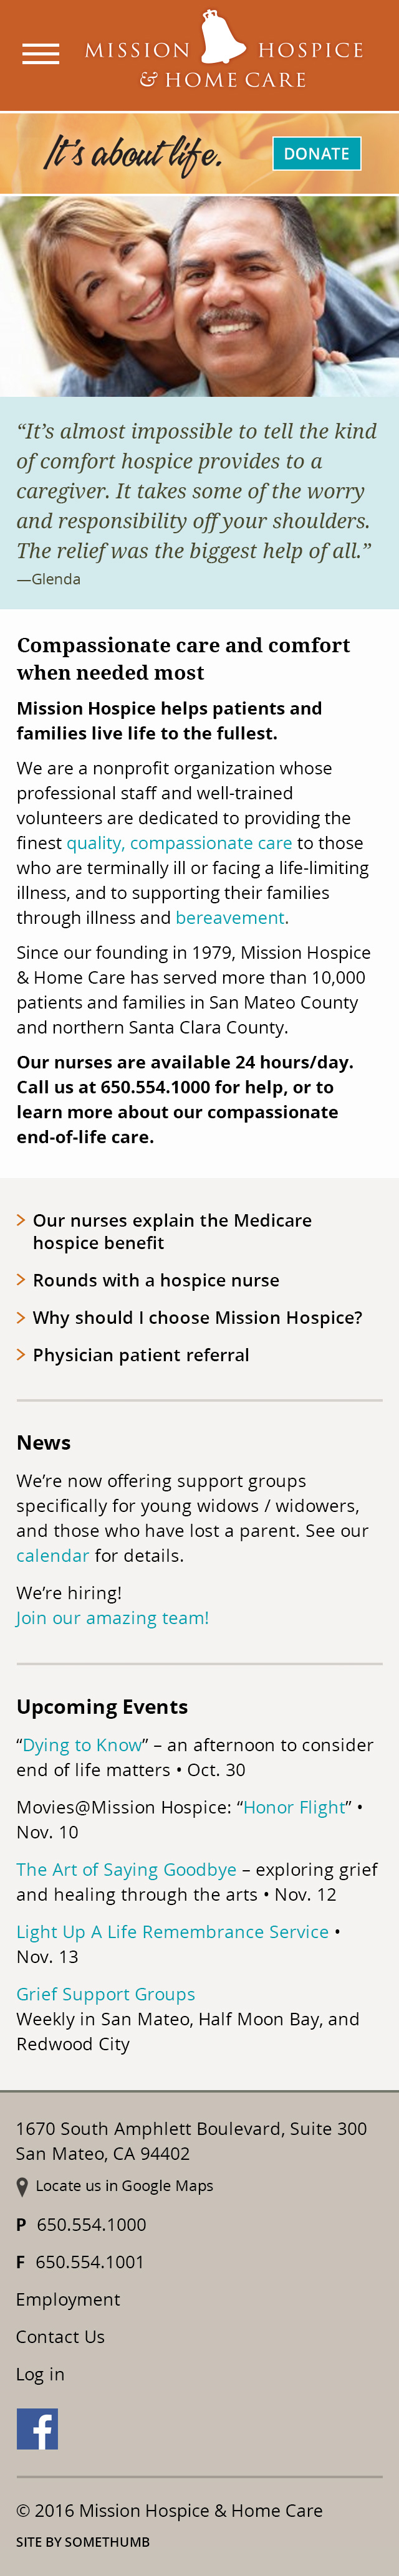 MISSION HOSPICE
& HOME CARE
It's about life.
DONATE
“It’s almost impossible to tell the kind
of comfort hospice provides to a
caregiver. It takes some of the worry
and responsibility off your shoulders.
The relief was the biggest help of all.”
—Glenda
Compassionate care and comfort
when needed most
Mission Hospice helps patients and
families live life to the fullest.
We are a nonprofit organization whose
professional staff and well-trained
volunteers are dedicated to providing the
finest quality, compassionate care to those
who are terminally ill or facing a life-limiting
illness, and to supporting their families
through illness and bereavement.
Since our founding in 1979, Mission Hospice
& Home Care has served more than 10,000
patients and families in San Mateo County
and northern Santa Clara County.
Our nurses are available 24 hours/day.
Call us at 650.554.1000 for help, or to
learn more about our compassionate
end-of-life care.
Our nurses explain the Medicare
hospice benefit
Rounds with a hospice nurse
Why should I choose Mission Hospice?
Physician patient referral
News
We’re now offering support groups
specifically for young widows / widowers,
and those who have lost a parent. See our
calendar for details.
We’re hiring!
Join our amazing team!
Upcoming Events
“Dying to Know” – an afternoon to consider
end of life matters • Oct. 30
Movies@Mission Hospice: “Honor Flight” •
Nov. 10
The Art of Saying Goodbye – exploring grief
and healing through the arts • Nov. 12
Light Up A Life Remembrance Service •
Nov. 13
Grief Support Groups
Weekly in San Mateo, Half Moon Bay, and
Redwood City
1670 South Amphlett Boulevard, Suite 300
San Mateo, CA 94402
Locate us in Google Maps
P 650.554.1000
F 650.554.1001
Employment
Contact Us
Log in
f
© 2016 Mission Hospice & Home Care
SITE BY SOMETHUMB